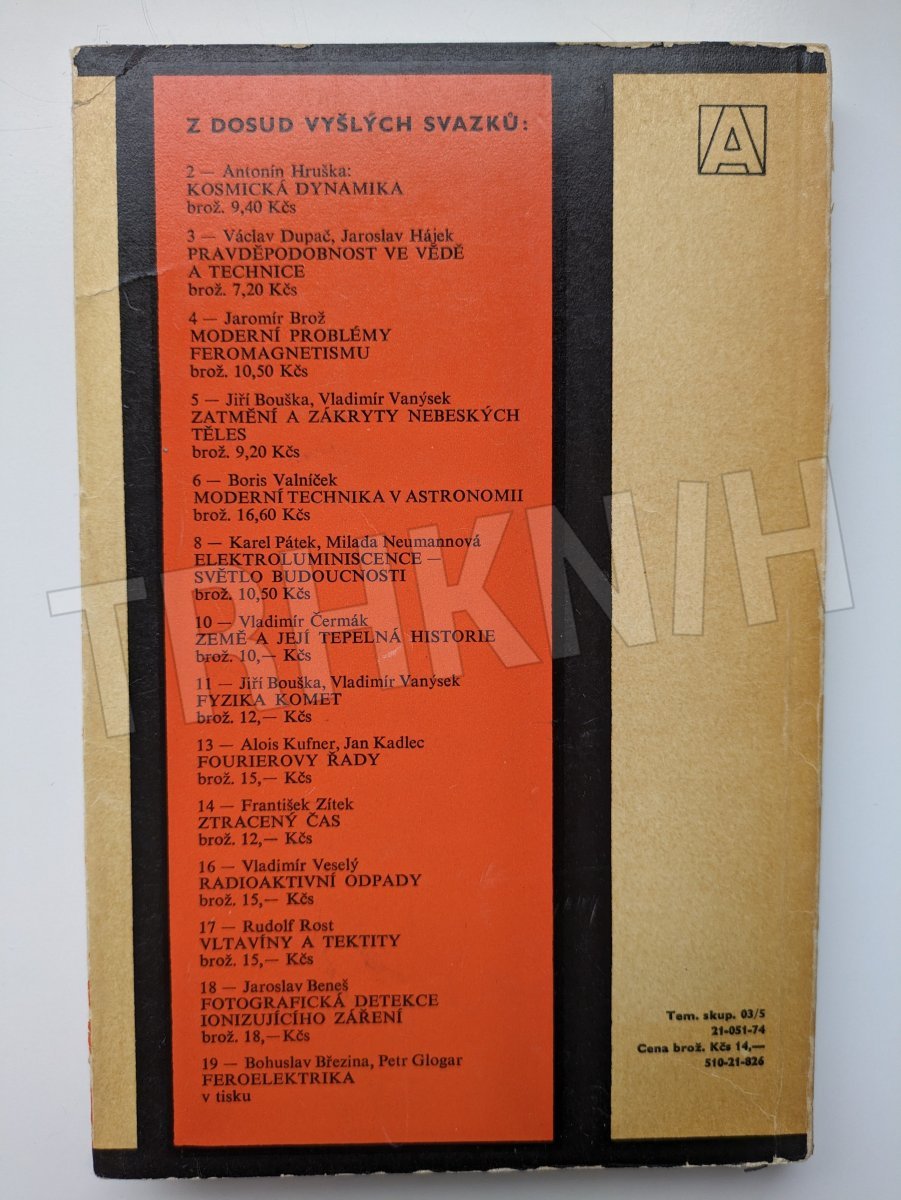 Z DOSUD VYŠLÝCH SVAZKŮ:
2 — Antonín Hruška:
KOSMICKÁ DYNAMIKA
brož. 9,40 Kčs
3 — Václav Dupač, Jaroslav Hájek
PRAVDĚPODOBNOST VE VĚDĚ
A TECHNICE
brož. 7,20 Kčs
4 — Jaromír Brož
MODERNÍ PROBLÉMY
FEROMAGNETISMU
brož. 10,50 Kčs
5 — Jiří Bouška, Vladimír Vanýsek
ZATMĚNÍ A ZÁKRYTY NEBESKÝCH
TĚLES
brož. 9,20 Kčs
6 — Boris Valníček
MODERNÍ TECHNIKA V ASTRONOMII
brož. 16,60 Kčs
8 — Karel Pátek, Milada Neumannová
ELEKTROLUMINISCENCE —
SVĚTLO BUDOUCNOSTI
brož. 10,50 Kčs
10 — Vladimír Čermák
ZEMĚ A JEJÍ TEPELNÁ HISTORIE
brož. 10,— Kčs
11 — Jiří Bouška, Vladimír Vanýsek
FYZIKA KOMET
brož. 12,— Kčs
13 — Alois Kufner, Jan Kadlec
FOURIEROVY ŘADY
brož. 15,— Kčs
14 — František Zítek
ZTRACENÝ ČAS
brož. 12,— Kčs
16 — Vladimír Veselý
RADIOAKTIVNÍ ODPADY
brož. 15,— Kčs
17 — Rudolf Rost
VLTAVÍNY A TEKTITY
brož. 15,— Kčs
18 — Jaroslav Beneš
FOTOGRAFICKÁ DETEKCE
IONIZUJÍCÍHO ZÁŘENÍ
brož. 18,— Kčs
19 — Bohuslav Březina, Petr Glogar
FEROELEKTRIKA
v tisku
A
Tem. skup. 03/5
21-051-74
Cena brož. Kčs 14,—
510-21-826
TRHKNIH